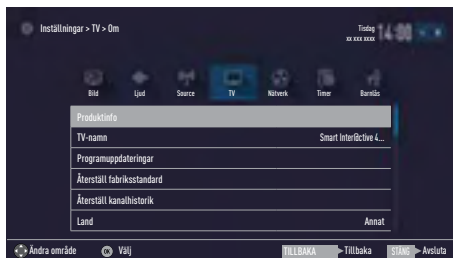 Inställningar > TV > Om
Tisdag
xx xxx xxxx
14:00
Bild Ljud Source TV Nätverk Timer Barnlås
Produktinfo
TV-namn Smart Inter@ctive 4...
Programuppdateringar
Återställ fabriksstandard
Återställ kanalhistorik
Land Annat
Ändra område OK Välj TILLBAKA Tillbaka STÄNG Avsluta